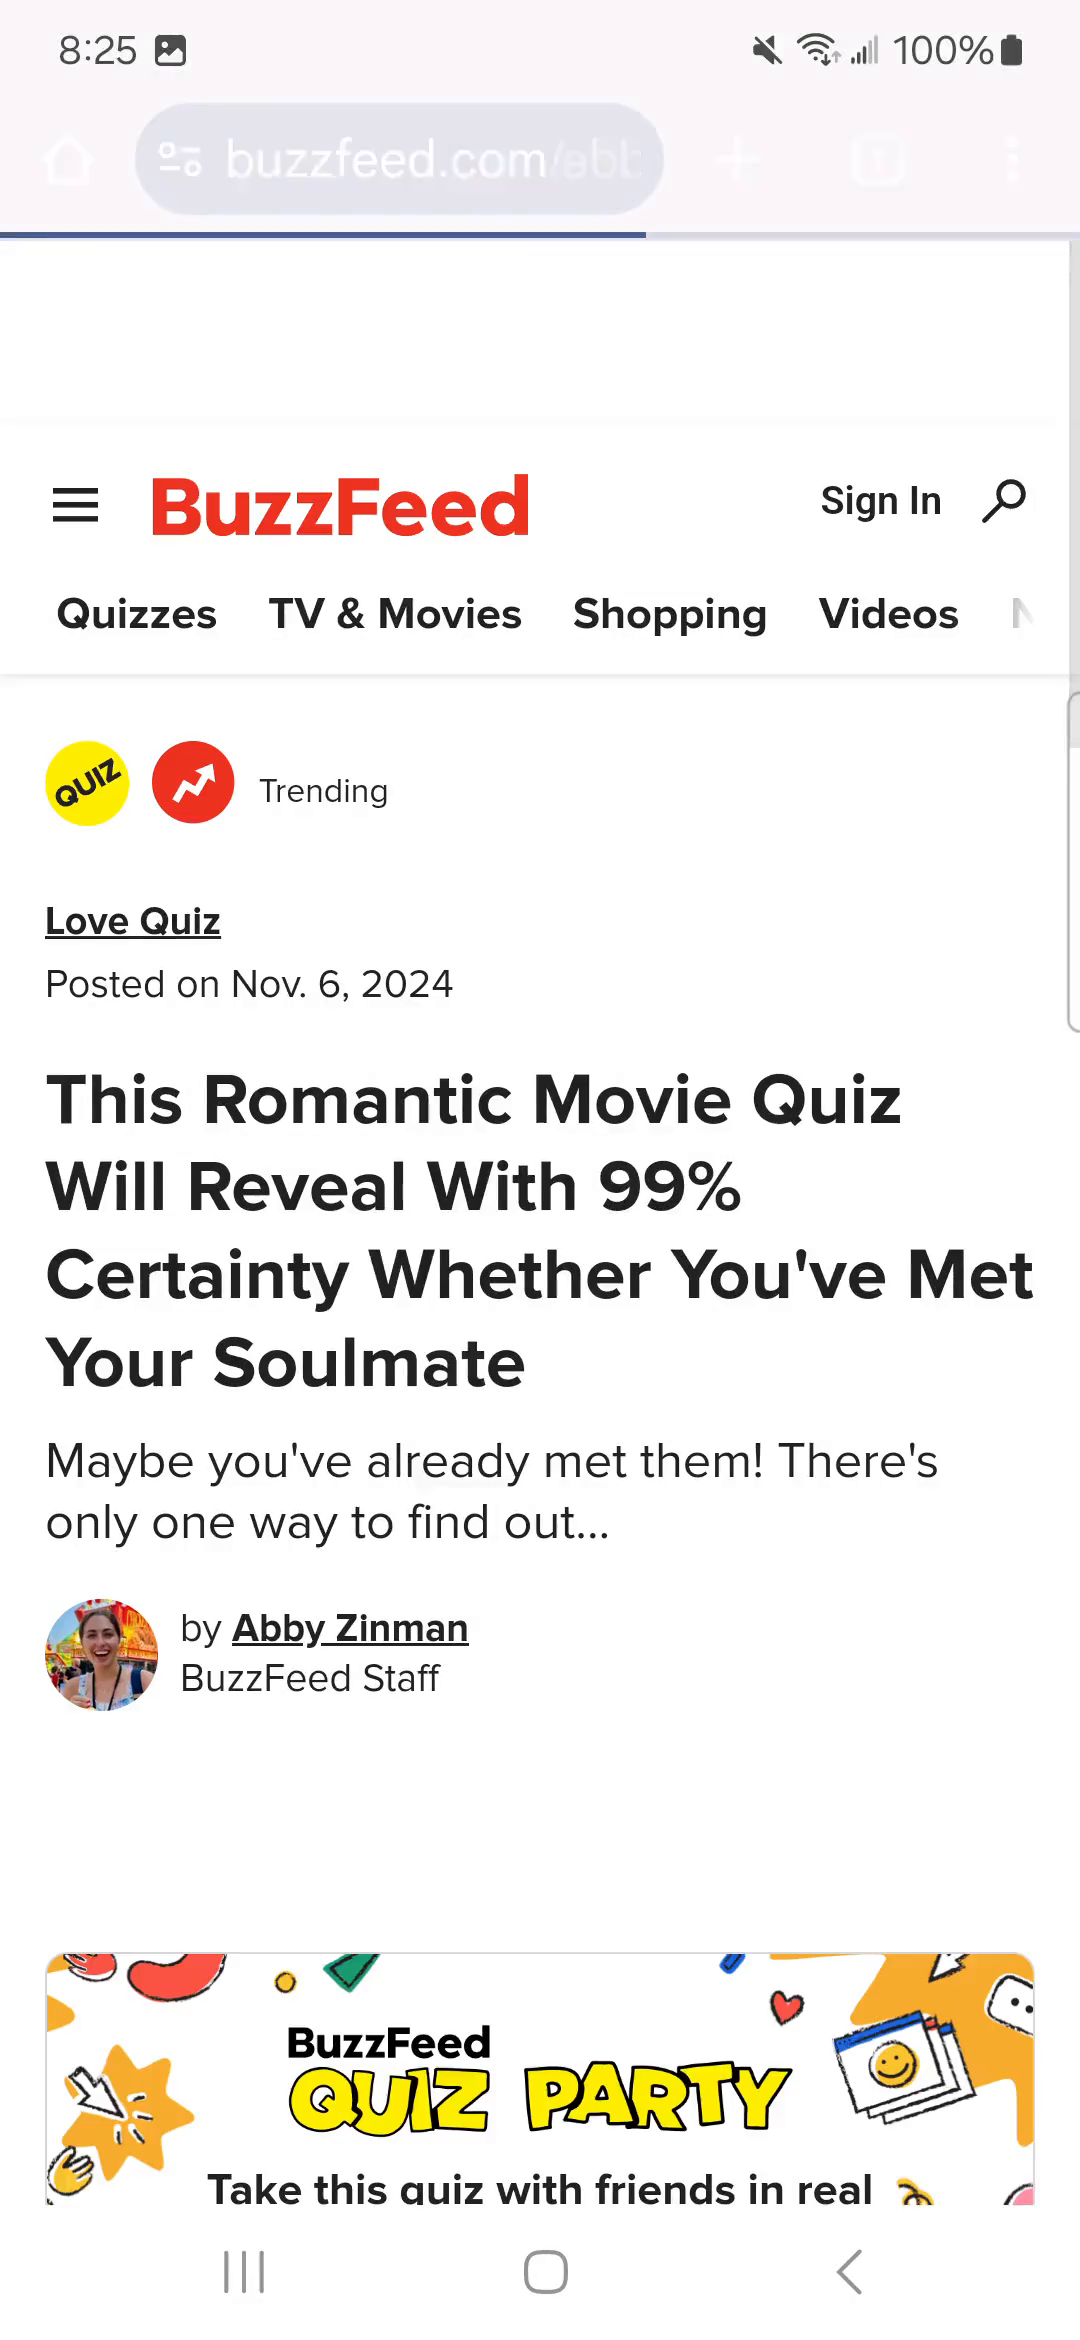 8:25 100%
buzzfeed.com/abb
BuzzFeed Sign In
Quizzes TV & Movies Shopping Videos
QUIZ Trending
Love Quiz
Posted on Nov. 6, 2024
This Romantic Movie Quiz
Will Reveal With 99%
Certainty Whether You've Met
Your Soulmate
Maybe you've already met them! There's
only one way to find out...
by Abby Zinman
BuzzFeed Staff
BuzzFeed
QUIZ PARTY
Take this quiz with friends in real